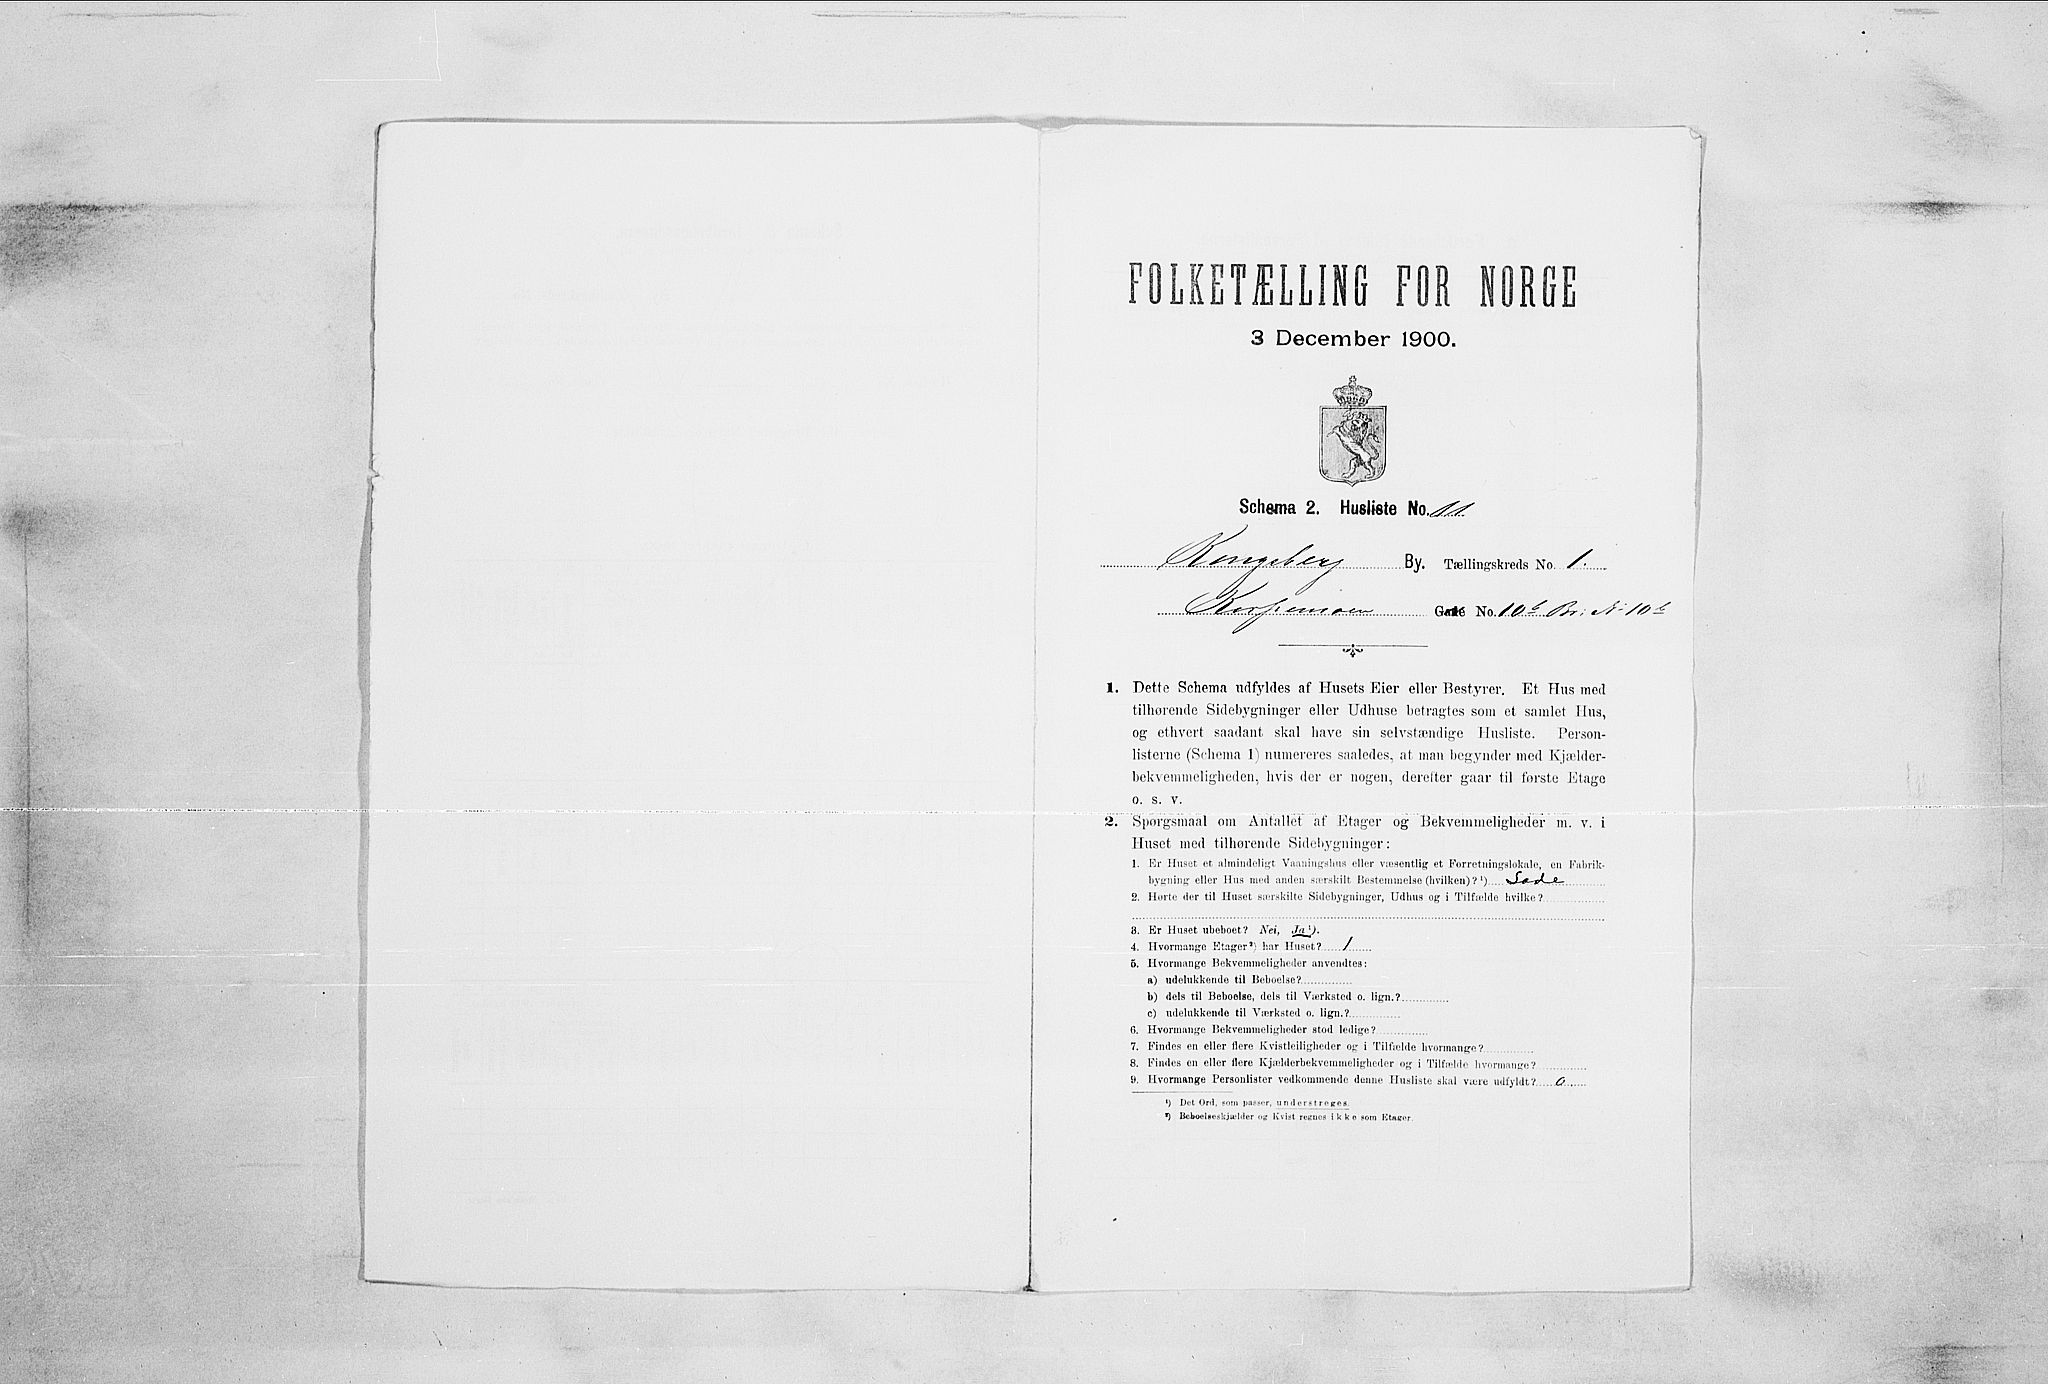 FOLKETÆLLING FOR NORGE
3 December 1900.
Schema 2. Husliste No. 11
Kongsberg By. Tællingskreds No. 1.
Gade No. 10b Br: N: 10b
1. Dette Schema udfyldes af Husets Eier eller Bestyrer. Et Hus med
tilhørende Sidebygninger eller Udhuse betragtes som et samlet Hus,
og ethvert saadant skal have sin selvstændige Husliste. Person-
listerne (Schema 1) numereres saaledes, at man begynder med Kjælder-
bekvemmeligheden, hvis der er nogen, derefter gaar til første Etage
o. s. v.
2. Spørgsmaal om Antallet af Etager og Bekvemmeligheder m. v. i
Huset med tilhørende Sidebygninger:
1. Er Huset et almindeligt Vaaningshus eller væsentlig et Forretningslokale, en Fabrik-
bygning eller Hus med anden særskilt Bestemmelse (hvilken)? ¹) Lade
2. Hørte der til Huset særskilte Sidebygninger, Udhus og i Tilfælde hvilke?
3. Er Huset ubeboet? Nei, Ja ¹).
4. Hvormange Etager ²) har Huset? 1
5. Hvormange Bekvemmeligheder anvendtes:
a) udelukkende til Beboelse?
b) dels til Beboelse, dels til Værksted o. lign.?
c) udelukkende til Værksted o. lign.?
6. Hvormange Bekvemmeligheder stod ledige?
7. Findes en eller flere Kvistleiligheder og i Tilfælde hvormange?
8. Findes en eller flere Kjælderbekvemmeligheder og i Tilfælde hvormange?
9. Hvormange Personlister vedkommende denne Husliste skal være udfyldt? 0
¹) Det Ord, som passer, understreges.
²) Beboelseskjælder og Kvist regnes ikke som Etager.